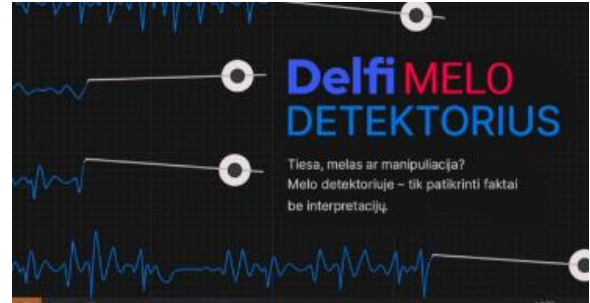 Delfi MELO
DETEKTORIUS
Tiesa, melas ar manipuliacija?
Melo detektoriuje – tik patikrinti faktai
be interpretacijų.